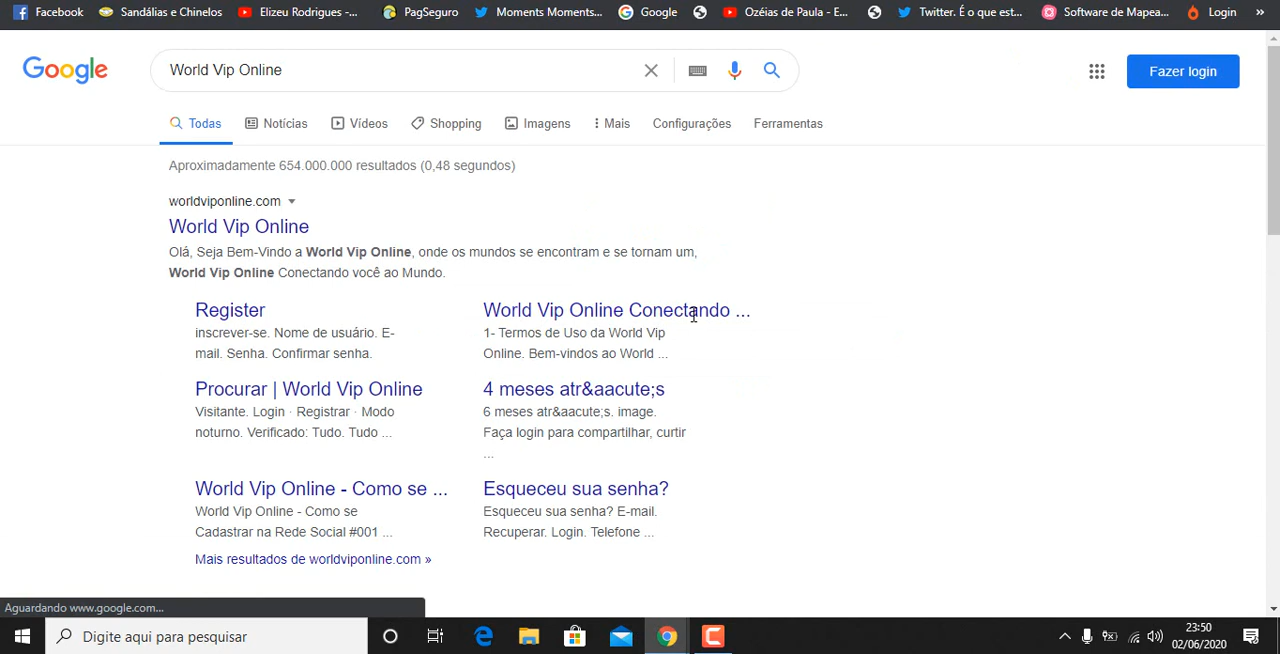 Facebook Sandálias e Chinelos Elizeu Rodrigues -... PagSeguro Moments Moments... Google Ozéias de Paula - E... Twitter. É o que est... Software de Mapea... Login »
Google World Vip Online Fazer login
Todas Notícias Vídeos Shopping Imagens Mais Configurações Ferramentas
Aproximadamente 654.000.000 resultados (0,48 segundos)
worldviponline.com
World Vip Online
Olá, Seja Bem-Vindo a World Vip Online, onde os mundos se encontram e se tornam um,
World Vip Online Conectando você ao Mundo.
Register
inscrever-se. Nome de usuário. E-
mail. Senha. Confirmar senha.
World Vip Online Conectando ...
1- Termos de Uso da World Vip
Online. Bem-vindos ao World ...
Procurar | World Vip Online
Visitante. Login · Registrar · Modo
noturno. Verificado: Tudo. Tudo ...
4 meses atr&aacute;s
6 meses atr&aacute;s. image.
Faça login para compartilhar, curtir
...
World Vip Online - Como se ...
World Vip Online - Como se
Cadastrar na Rede Social #001 ...
Esqueceu sua senha?
Esqueceu sua senha? E-mail.
Recuperar. Login. Telefone ...
Mais resultados de worldviponline.com »
Aguardando www.google.com...
Digite aqui para pesquisar
23:50
02/06/2020